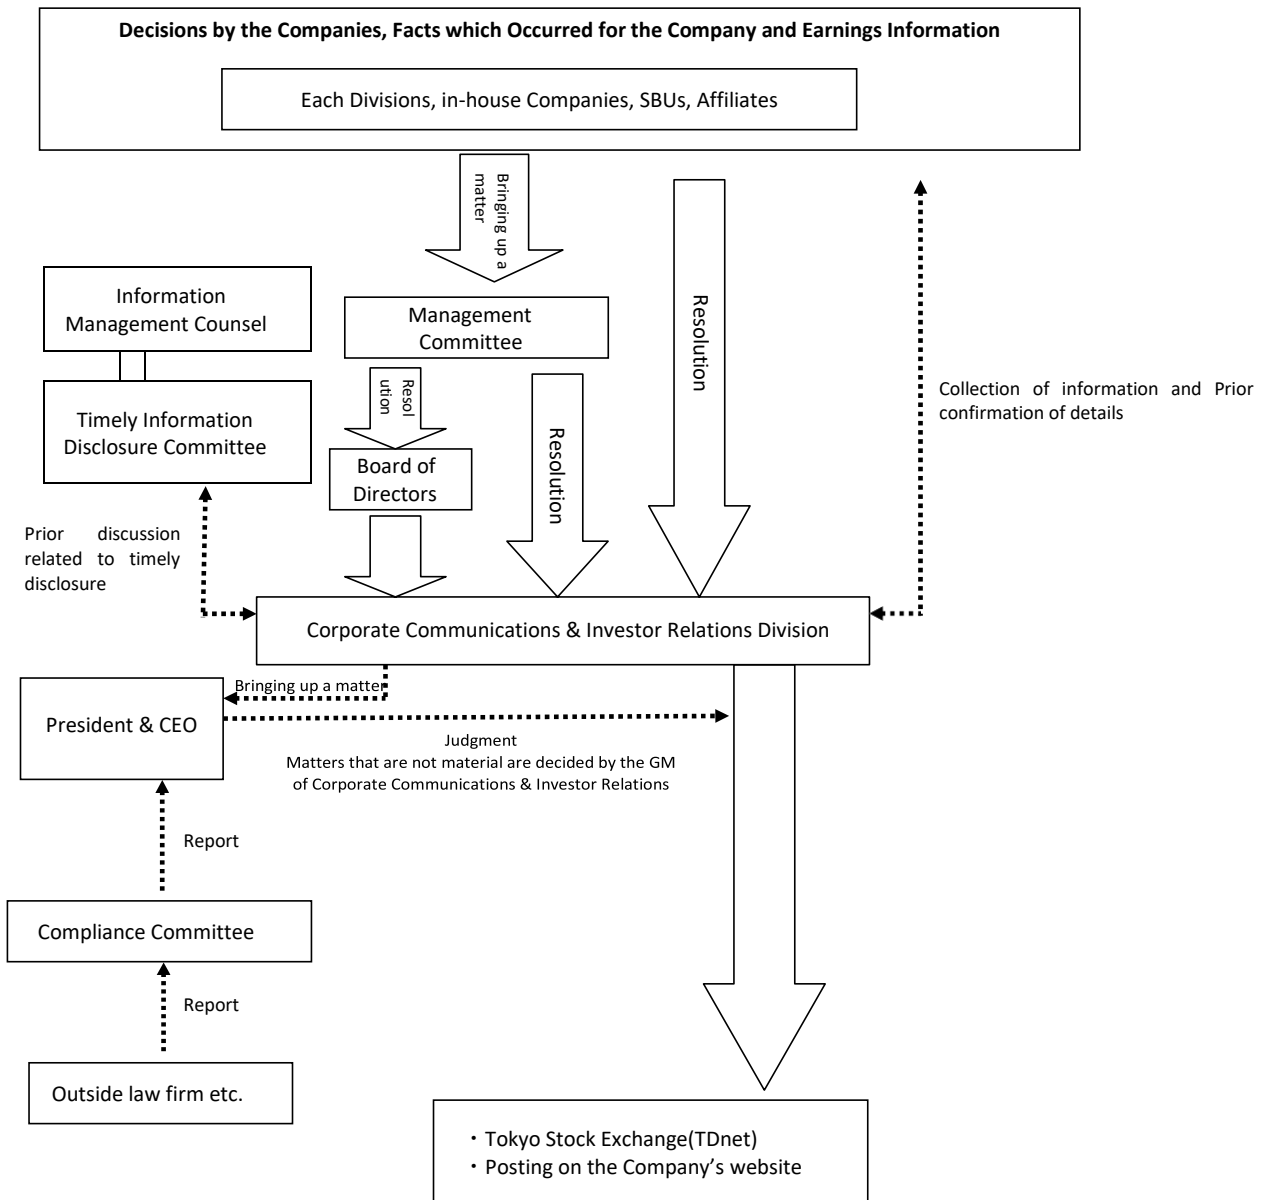 Decisions by the Companies, Facts which Occurred for the Company and Earnings Information
Each Divisions, in-house Companies, SBUs, Affiliates
Bringing up a
matter
Resolution
Information
Management Counsel
Management
Committee
Collection of information and Prior
confirmation of details
Timely Information
Disclosure Committee
Resol
ution
Resolution
Board of
Directors
Prior discussion
related to timely
disclosure
Corporate Communications & Investor Relations Division
Bringing up a matter
President & CEO
Judgment
Matters that are not material are decided by the GM
of Corporate Communications & Investor Relations
Report
Compliance Committee
Report
Outside law firm etc.
・Tokyo Stock Exchange(TDnet)
・Posting on the Company’s website